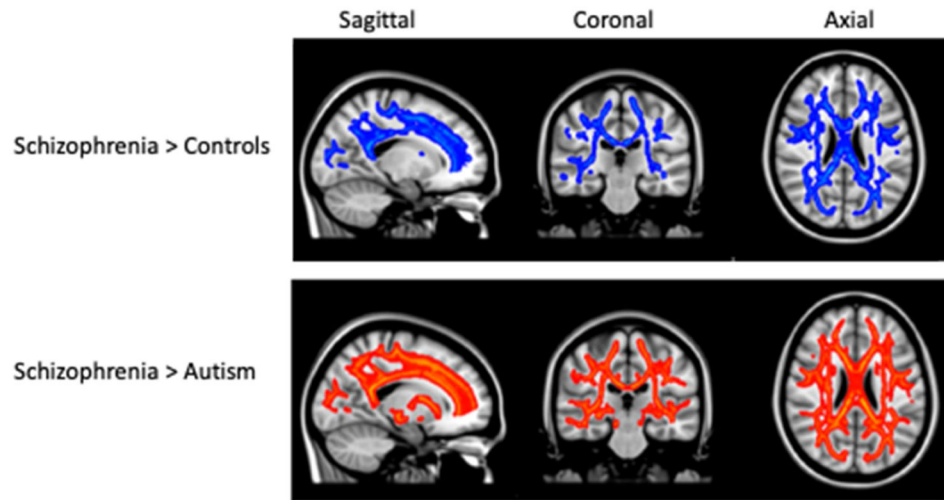 Sagittal Coronal Axial
Schizophrenia > Controls
Schizophrenia > Autism